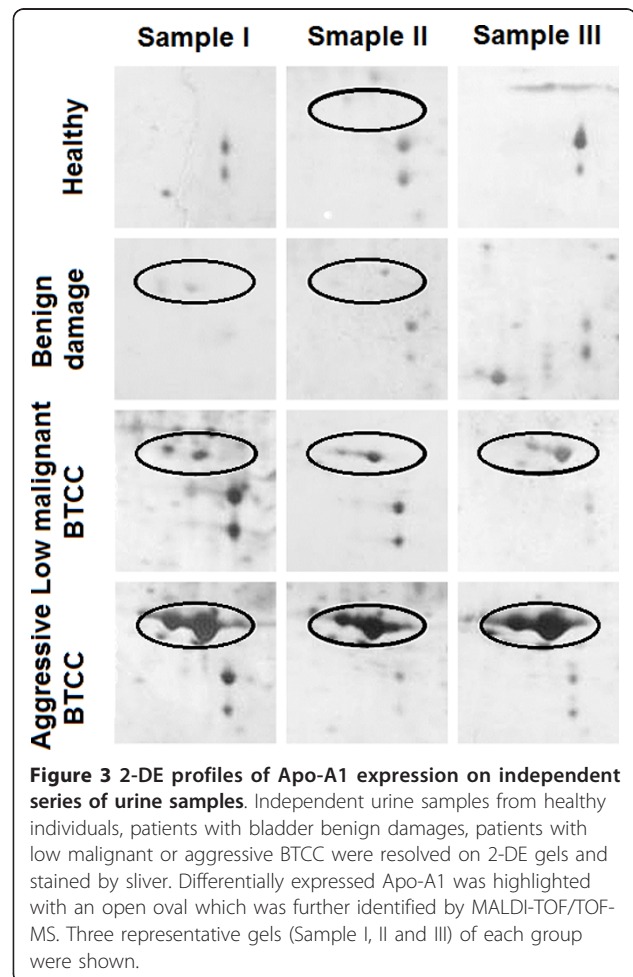 Sample I Smaple II Sample III
Healthy
Benign
damage
Low malignant
BTCC
Aggressive
BTCC
Figure 3 2-DE profiles of Apo-A1 expression on independent
series of urine samples. Independent urine samples from healthy
individuals, patients with bladder benign damages, patients with
low malignant or aggressive BTCC were resolved on 2-DE gels and
stained by sliver. Differentially expressed Apo-A1 was highlighted
with an open oval which was further identified by MALDI-TOF/TOF-
MS. Three representative gels (Sample I, II and III) of each group
were shown.